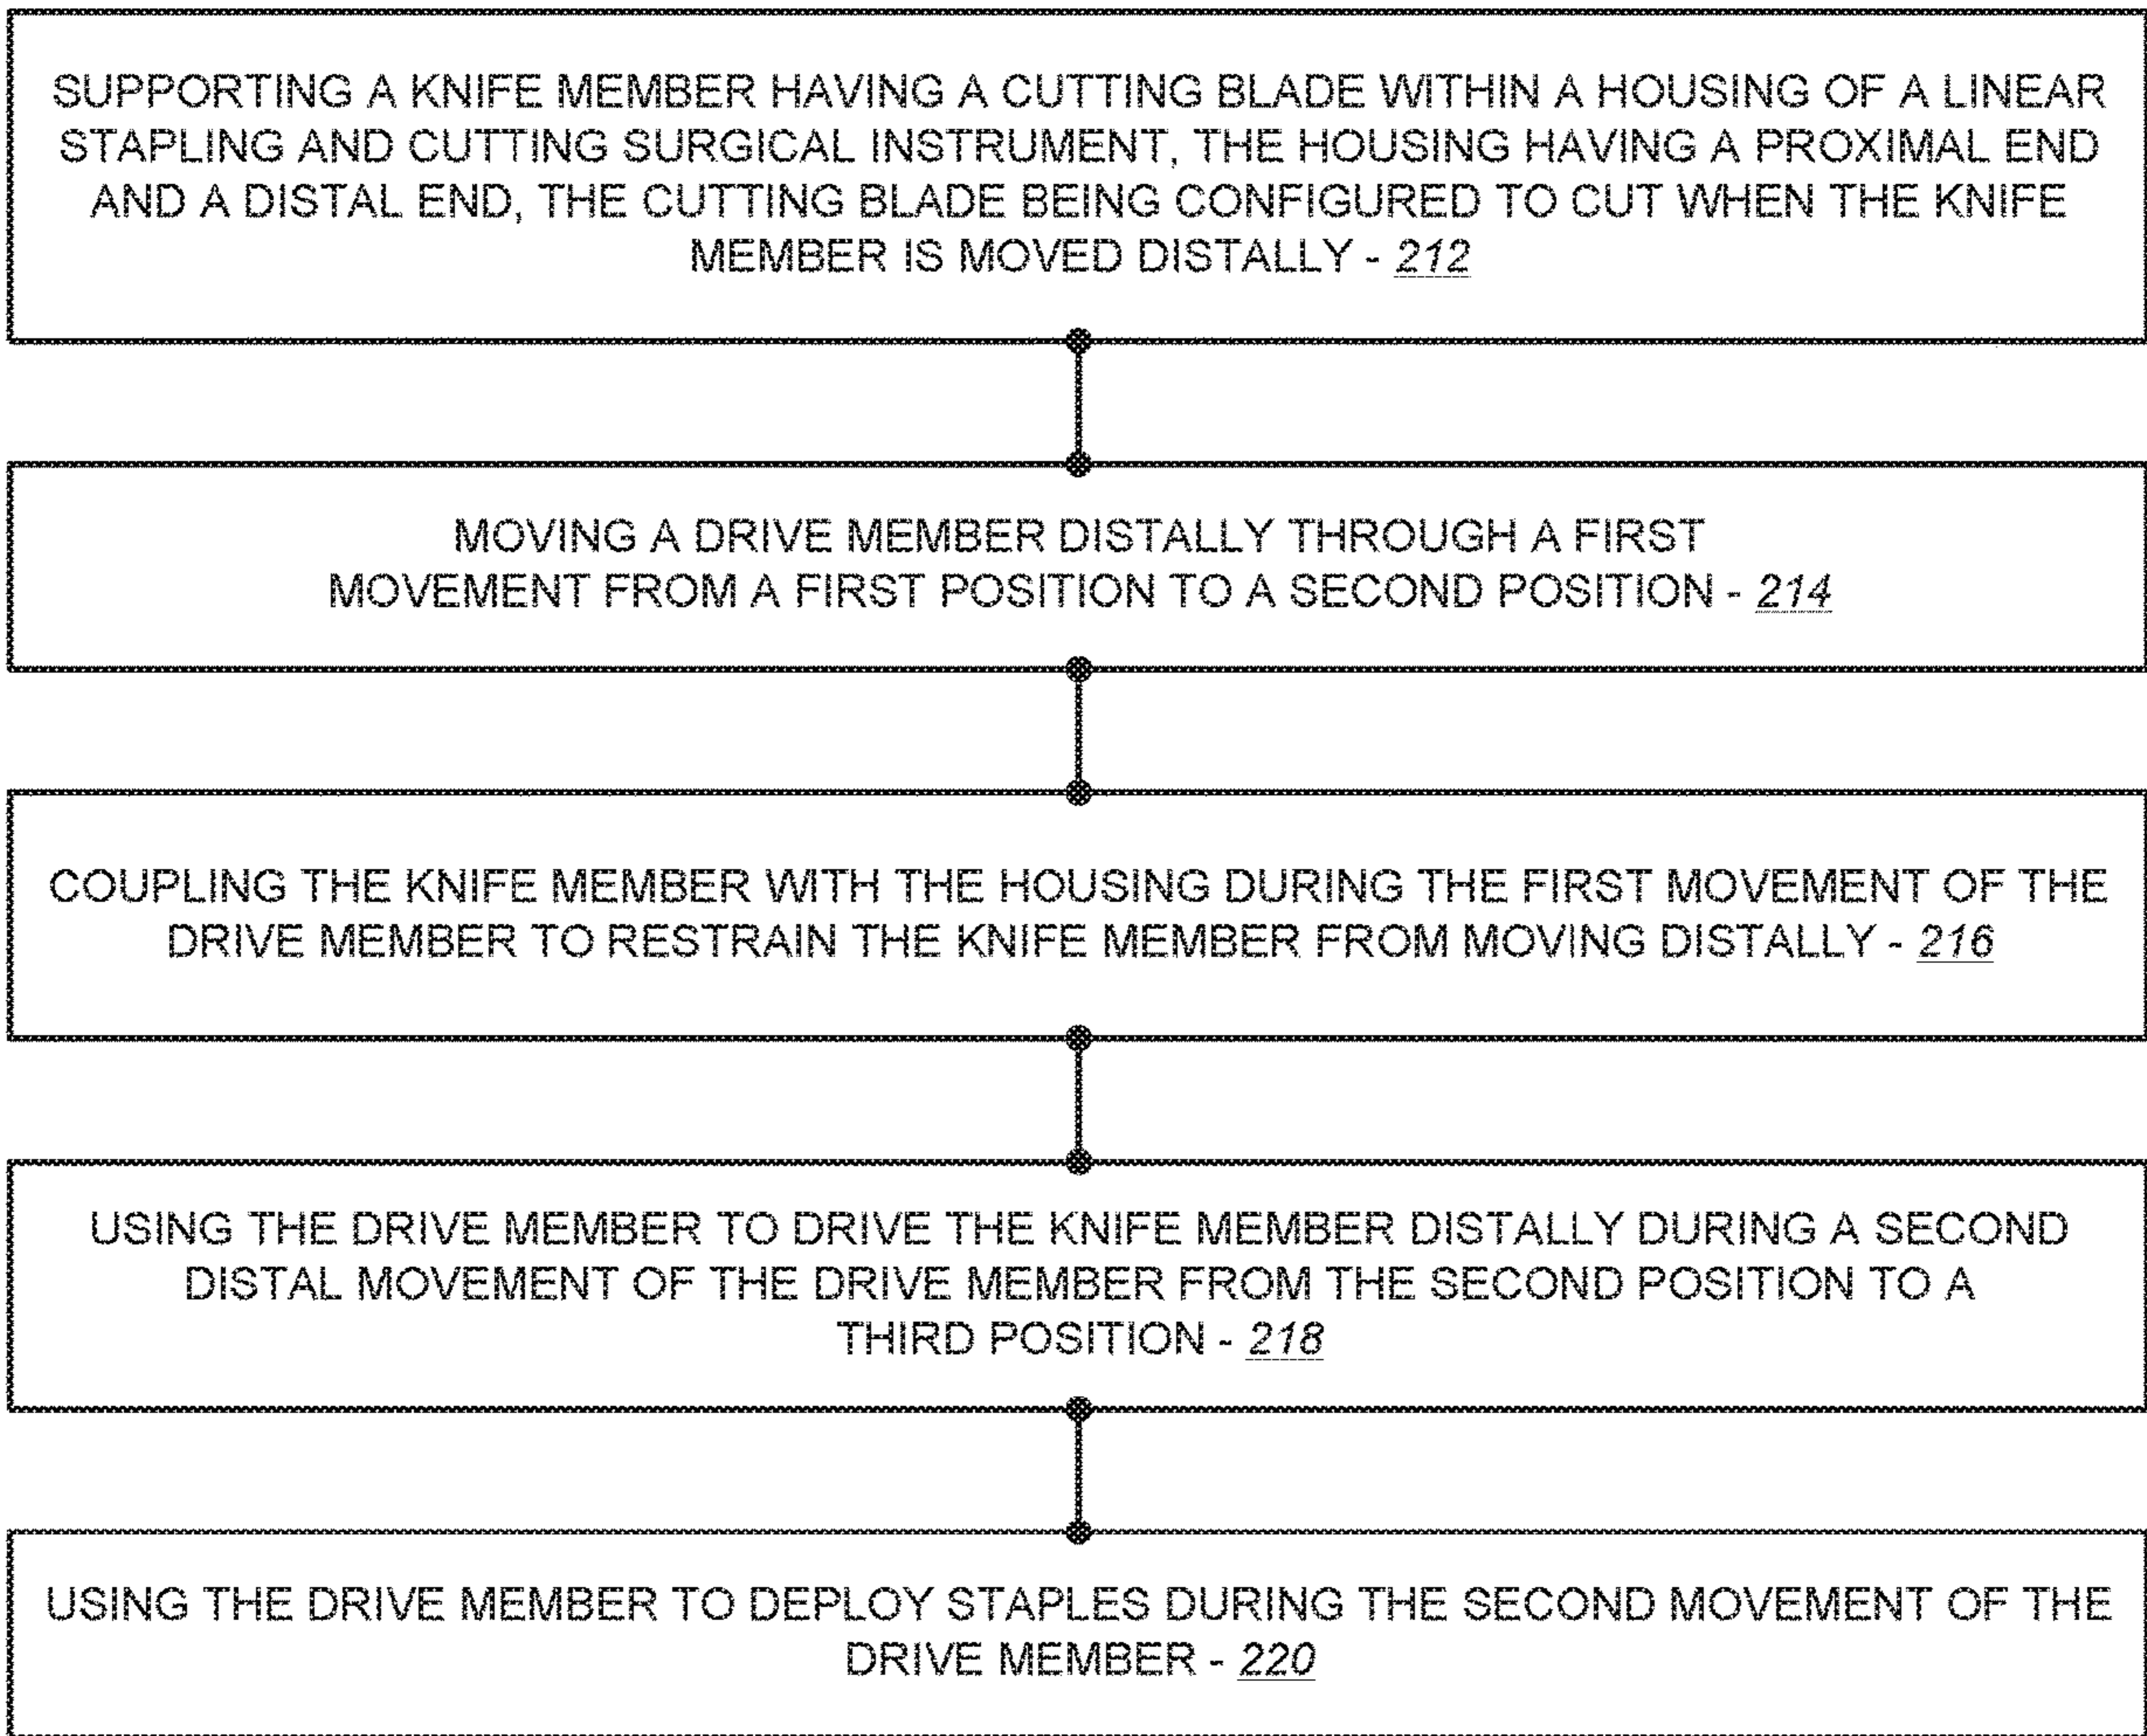 SUPPORTING A KNIFE MEMBER HAVING A CUTTING BLADE WITHIN A HOUSING OF A LINEAR
STAPLING AND CUTTING SURGICAL INSTRUMENT, THE HOUSING HAVING A PROXIMAL END
AND A DISTAL END, THE CUTTING BLADE BEING CONFIGURED TO CUT WHEN THE KNIFE
MEMBER IS MOVED DISTALLY - 212
MOVING A DRIVE MEMBER DISTALLY THROUGH A FIRST
MOVEMENT FROM A FIRST POSITION TO A SECOND POSITION - 214
COUPLING THE KNIFE MEMBER WITH THE HOUSING DURING THE FIRST MOVEMENT OF THE
DRIVE MEMBER TO RESTRAIN THE KNIFE MEMBER FROM MOVING DISTALLY - 216
USING THE DRIVE MEMBER TO DRIVE THE KNIFE MEMBER DISTALLY DURING A SECOND
DISTAL MOVEMENT OF THE DRIVE MEMBER FROM THE SECOND POSITION TO A
THIRD POSITION - 218
USING THE DRIVE MEMBER TO DEPLOY STAPLES DURING THE SECOND MOVEMENT OF THE
DRIVE MEMBER - 220